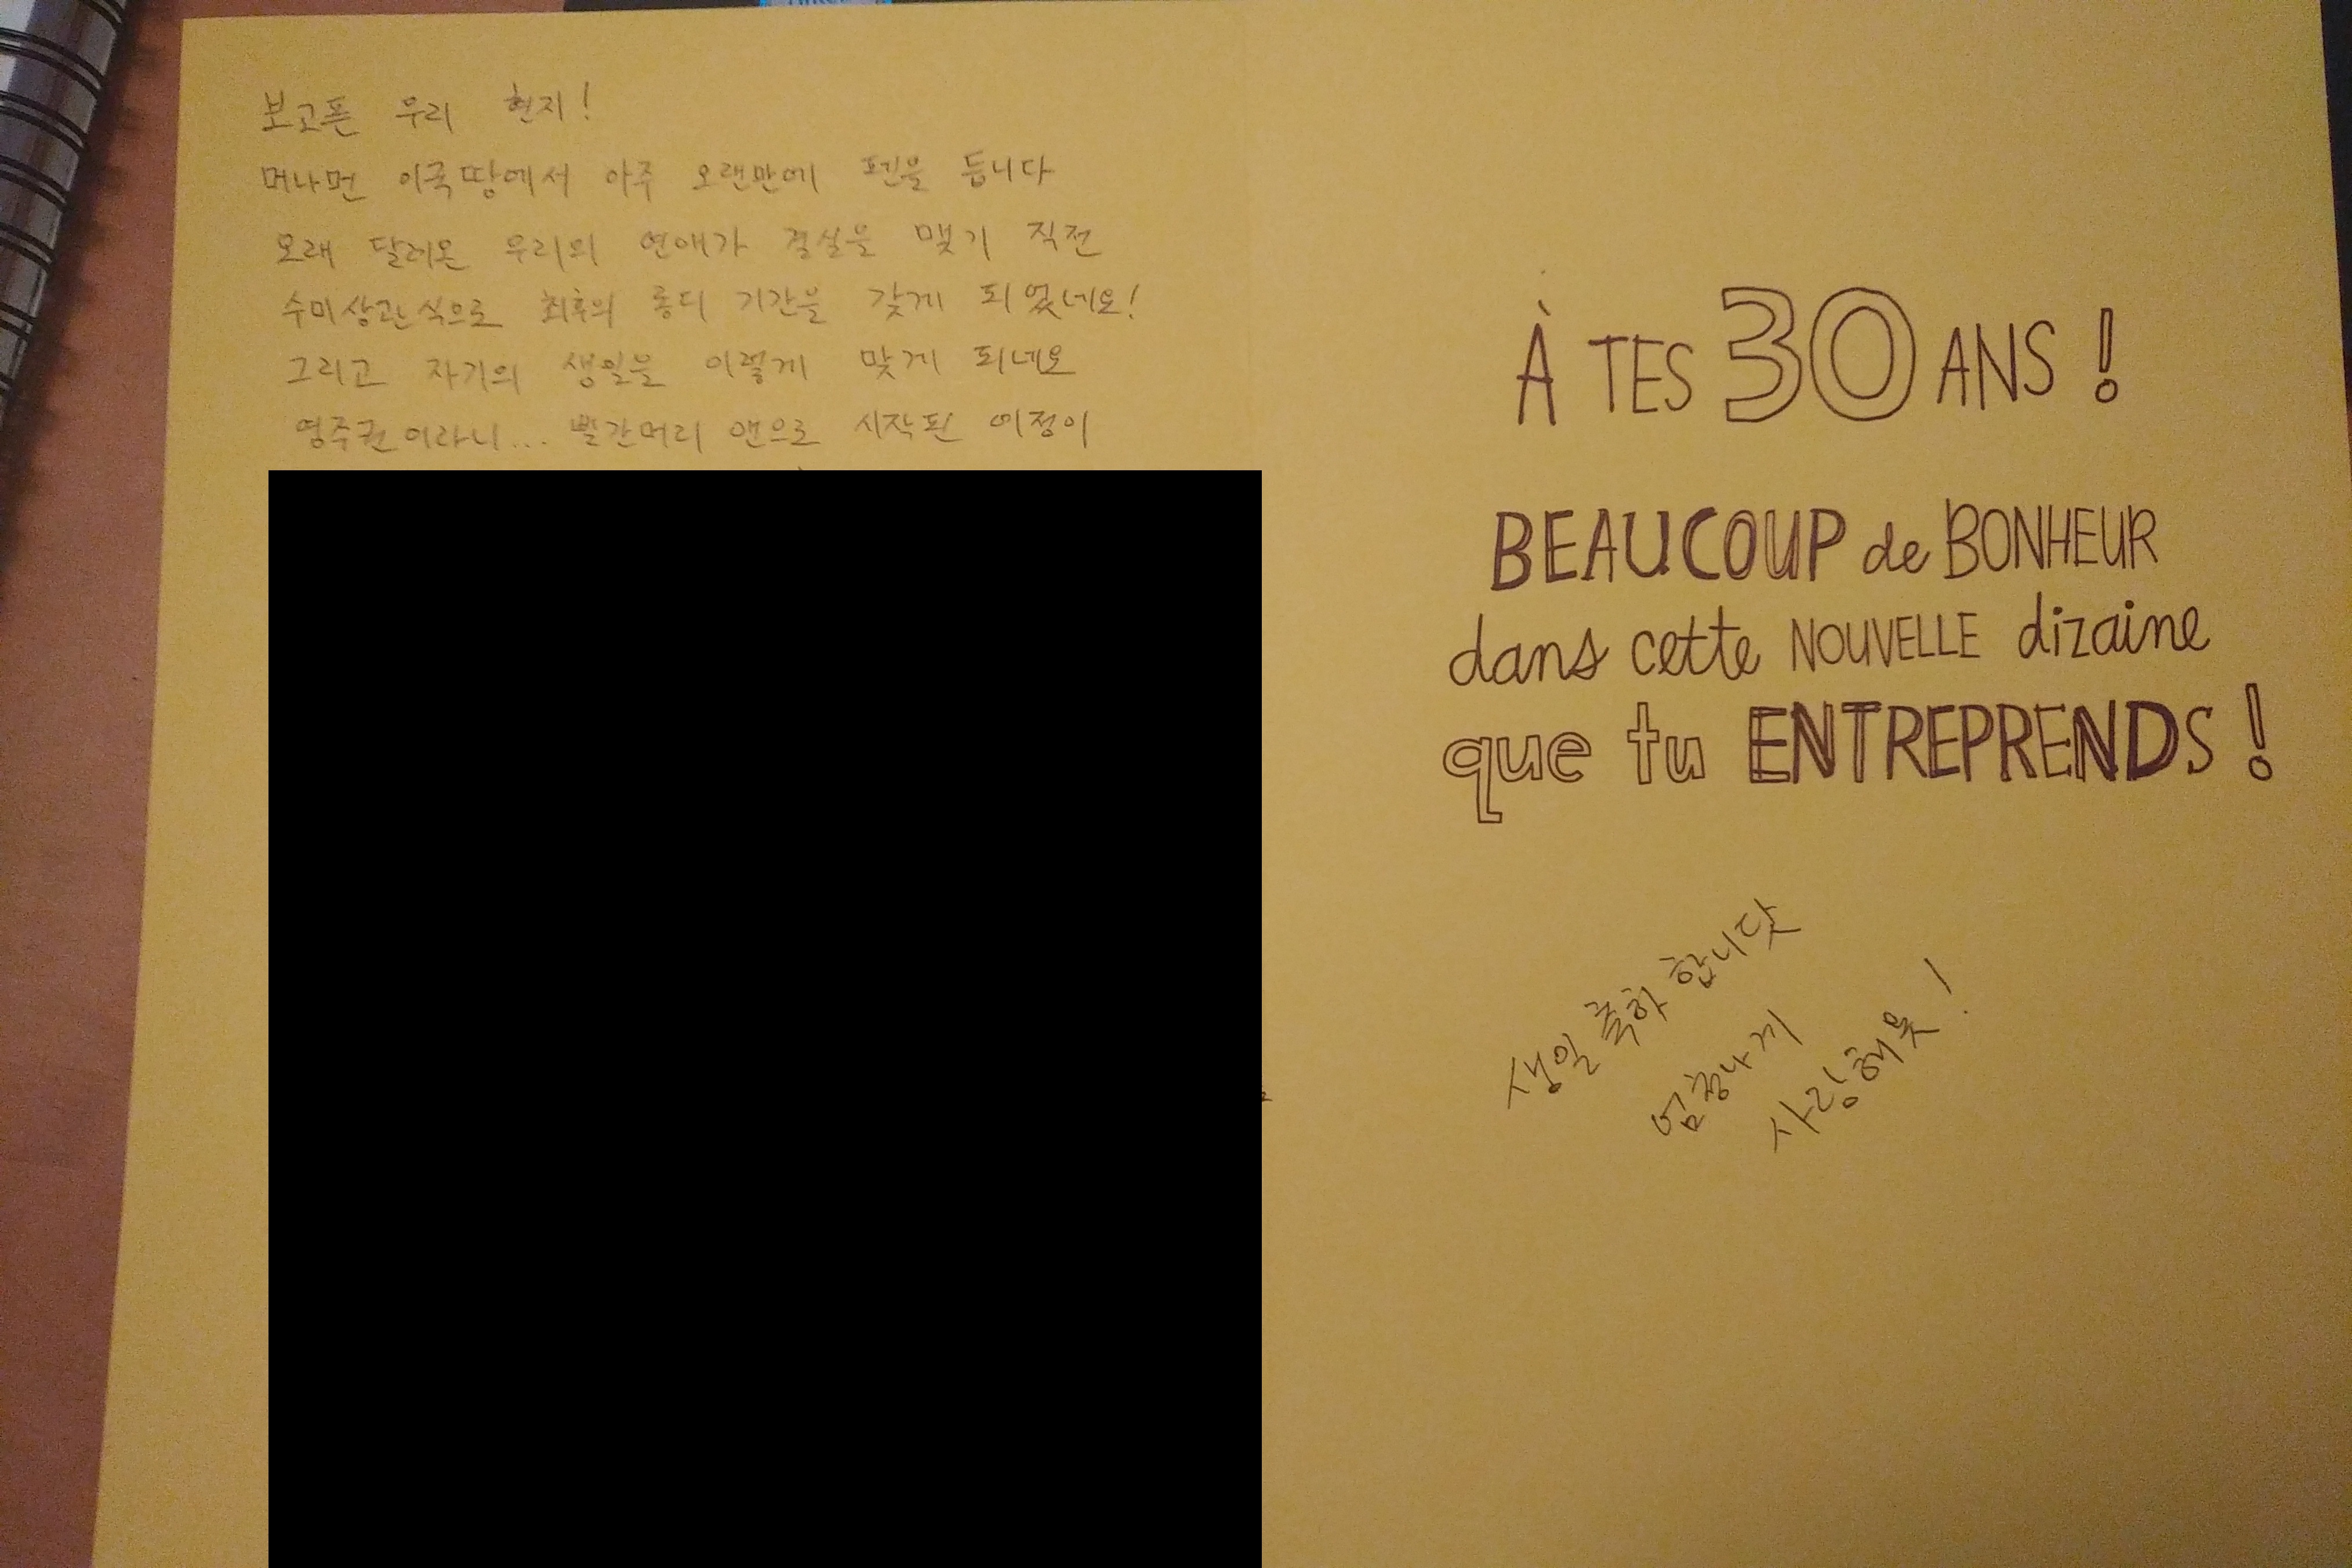 보고픈 우리 현지!
머나먼 이국땅에서 아주 오랜만에 펜을 듭니다
오래 달려온 우리의 연애가 결실을 맺기 직전
수미상관식으로 최후의 롱디 기간을 갖게 되었네요!
그리고 자기의 생일을 이렇게 맞게 되네요
영주권이라니... 빨간머리 앤으로 시작된 여정이
À TES 30 ANS !
BEAUCOUP de BONHEUR
dans cette NOUVELLE dizaine
que tu ENTREPRENDS !
생일 축하 합니닷
엄청나게
사랑해욧!